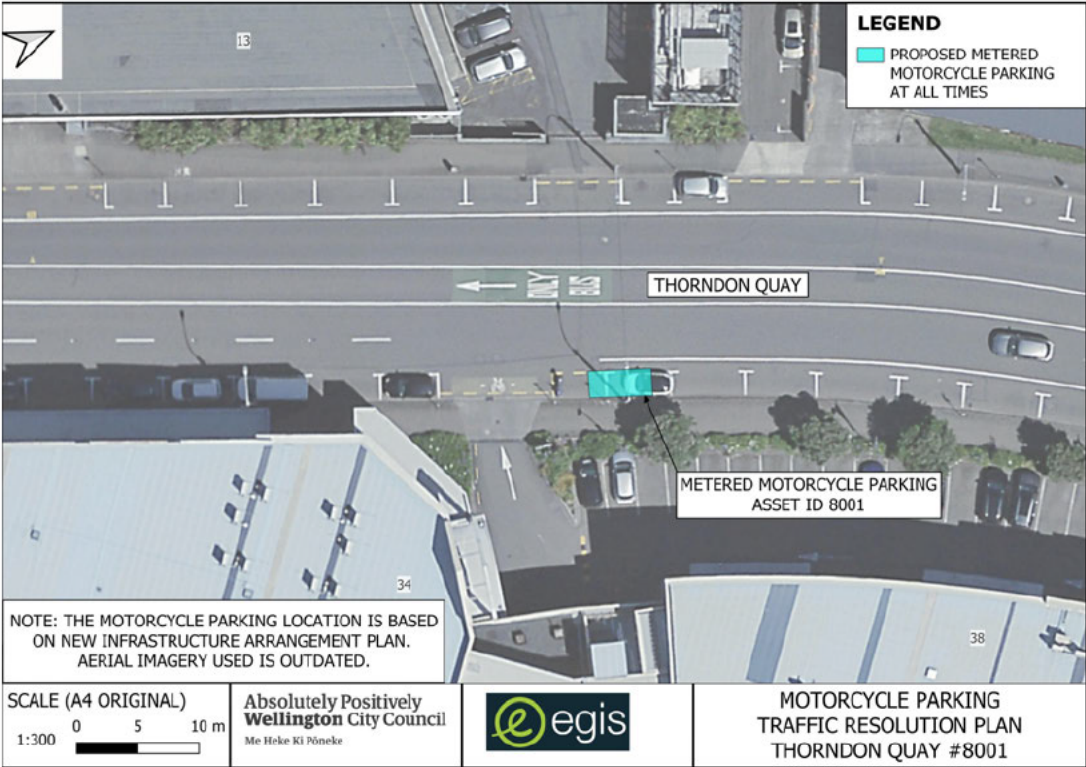 13
LEGEND
PROPOSED METERED
MOTORCYCLE PARKING
AT ALL TIMES
ONLY
BUS
THORNDON QUAY
METERED MOTORCYCLE PARKING
ASSET ID 8001
34
38
NOTE: THE MOTORCYCLE PARKING LOCATION IS BASED
ON NEW INFRASTRUCTURE ARRANGEMENT PLAN.
AERIAL IMAGERY USED IS OUTDATED.
SCALE (A4 ORIGINAL)
0 5 10 m
1:300
Absolutely Positively
Wellington City Council
Me Heke Ki Pōneke
egis
MOTORCYCLE PARKING
TRAFFIC RESOLUTION PLAN
THORNDON QUAY #8001